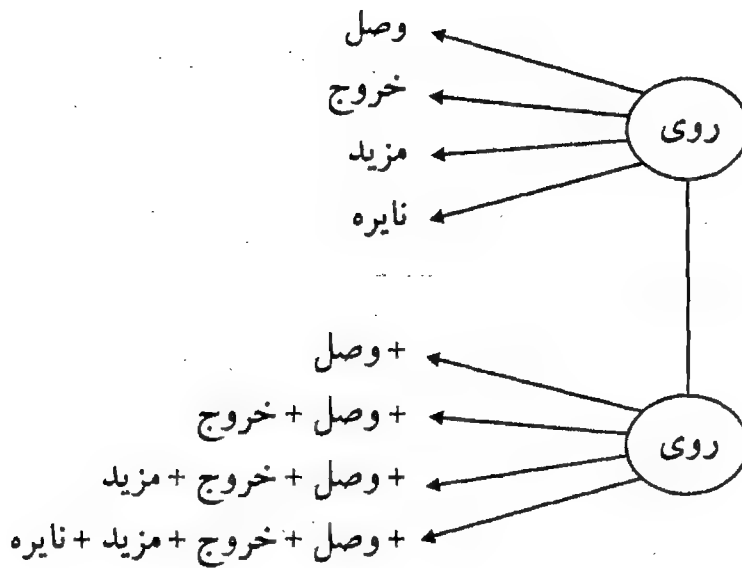 وصل
خروج
روی
مزید
نایره
+ وصل
+ وصل + خروج
روی
+ وصل + خروج + مزید
+ وصل + خروج + مزید + نایره